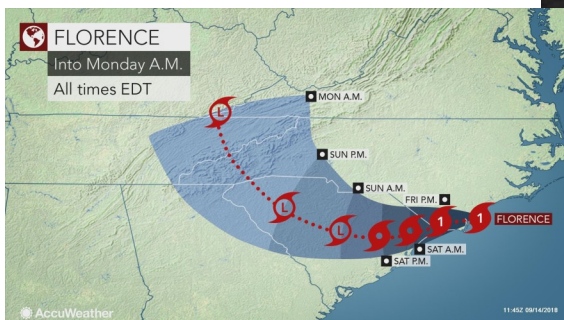 FLORENCE
Into Monday A.M.
All times EDT
L
MON A.M.
SUN P.M.
SUN A.M.
FRI P.M.
L
L
1
1
FLORENCE
SAT A.M.
SAT P.M.
AccuWeather
11:45Z 09/14/2018